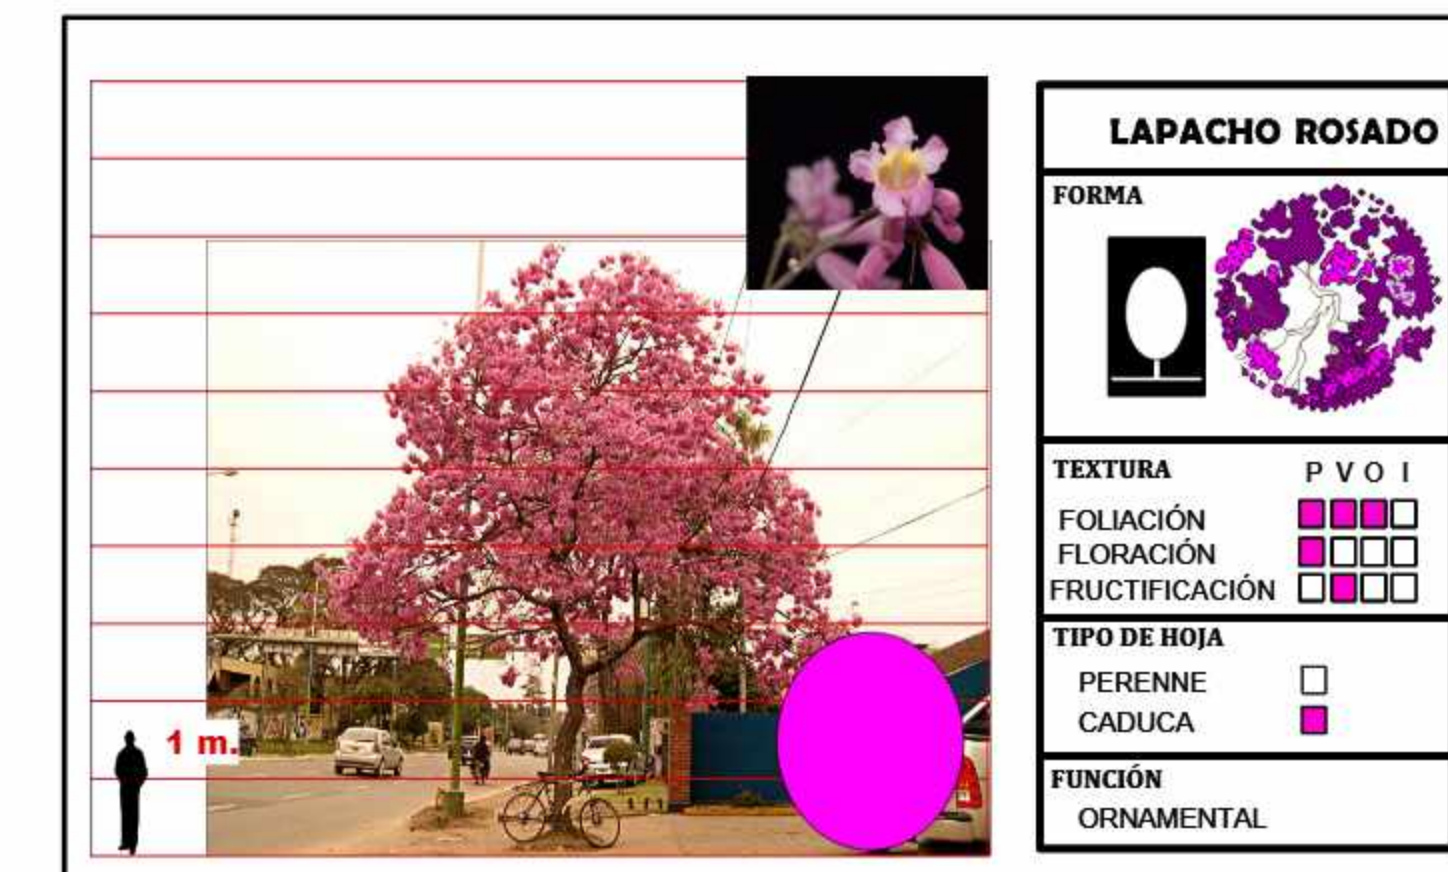 LAPACHO ROSADO
FORMA
TEXTURA P V O I
FOLIACIÓN
FLORACIÓN
FRUCTIFICACIÓN
TIPO DE HOJA
PERENNE
CADUCA
FUNCIÓN
ORNAMENTAL
1 m.